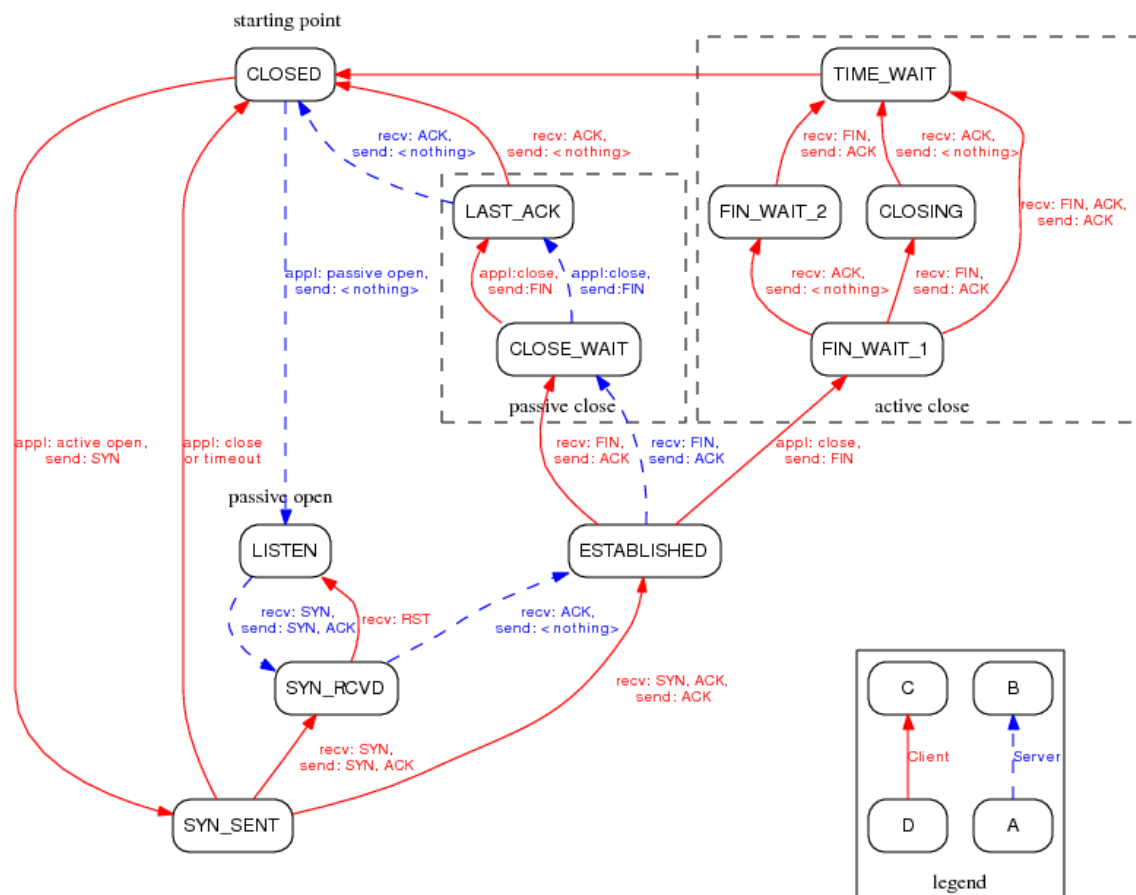 starting point
CLOSED
TIME_WAIT
recv: ACK,
send: <nothing>
recv: ACK,
send: <nothing>
recv: FIN,
send: ACK
recv: ACK,
send: <nothing>
LAST_ACK
FIN_WAIT_2
CLOSING
recv: FIN, ACK,
send: ACK
appl: passive open,
send: <nothing>
appl:close,
send:FIN
appl:close,
send:FIN
recv: ACK,
send: <nothing>
recv: FIN,
send: ACK
CLOSE_WAIT
FIN_WAIT_1
passive close
active close
appl: active open,
send: SYN
appl: close
or timeout
recv: FIN,
send: ACK
recv: FIN,
send: ACK
appl: close,
send: FIN
passive open
LISTEN
ESTABLISHED
recv: SYN,
send: SYN, ACK
recv: RST
recv: ACK,
send: <nothing>
SYN_RCVD
recv: SYN, ACK,
send: ACK
recv: SYN,
send: SYN, ACK
SYN_SENT
C
B
Client
Server
D
A
legend